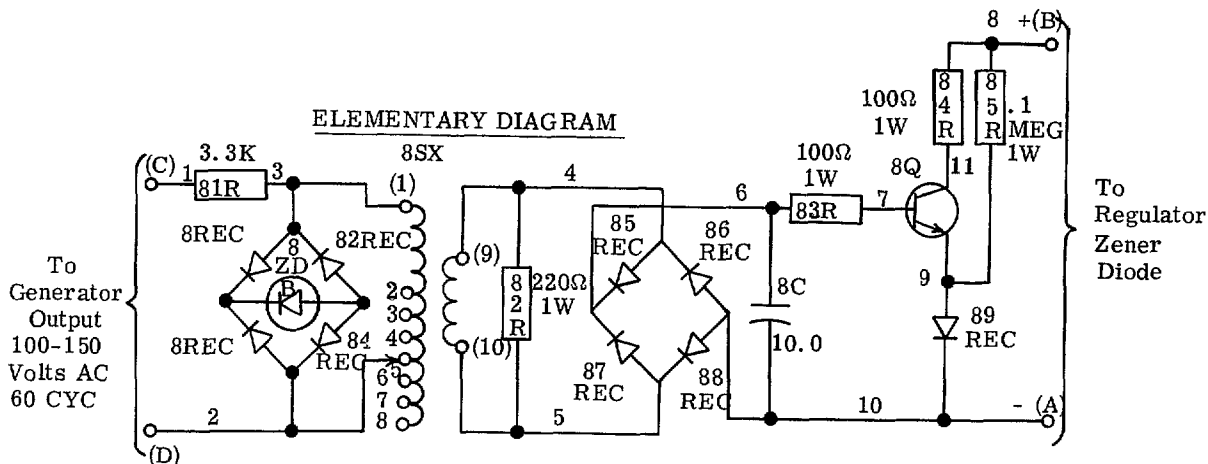 ELEMENTARY DIAGRAM
To
Generator
Output
100-150
Volts AC
60 CYC
(C)
1
3.3K
81R
3
8REC
82REC
8
ZD
B
8REC
84
REC
2
(D)
8SX
(1)
2
3
4
5
6
7
8
(9)
(10)
4
82R
220Ω
1W
5
85
REC
86
REC
87
REC
88
REC
6
8C
10.0
100Ω
1W
83R
7
8Q
100Ω
1W
84R
11
8
85R
.1
MEG
1W
9
89
REC
10
+(B)
- (A)
To
Regulator
Zener
Diode